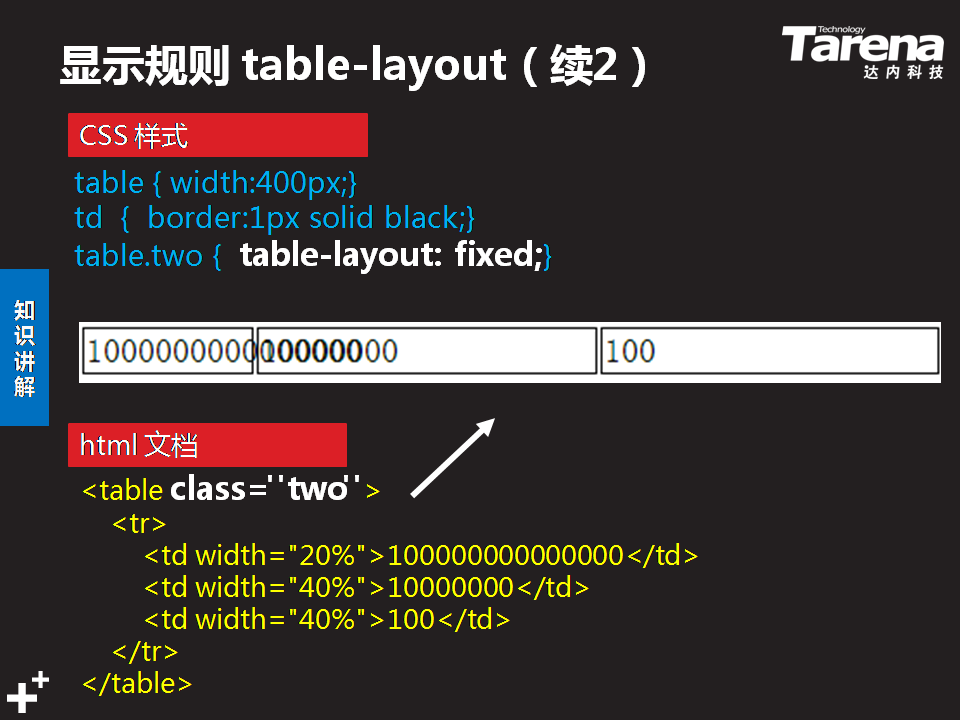 显示规则 table-layout（续2）
Technology
Tarena
达内科技
CSS 样式
table { width:400px;}
td { border:1px solid black;}
table.two { table-layout: fixed;}
知识讲解
100000000000000 10000000 100
html 文档
<table class=''two''>
<tr>
<td width="20%">100000000000000</td>
<td width="40%">10000000</td>
<td width="40%">100</td>
</tr>
</table>